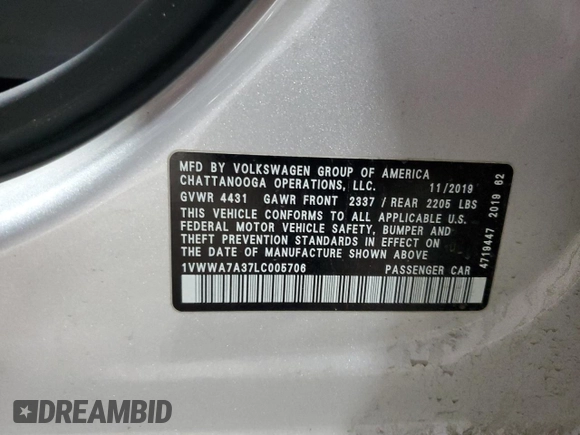 MFD BY VOLKSWAGEN GROUP OF AMERICA
CHATTANOOGA OPERATIONS, LLC. 11/2019
GVWR 4431 GAWR FRONT 2337 / REAR 2205 LBS
THIS VEHICLE CONFORMS TO ALL APPLICABLE U.S.
FEDERAL MOTOR VEHICLE SAFETY, BUMPER AND
THEFT PREVENTION STANDARDS IN EFFECT ON
THE DATE OF MANUFACTURE SHOWN ABOVE
1VWWA7A37LC005706 PASSENGER CAR
4719447 2019 62
DREAMBID